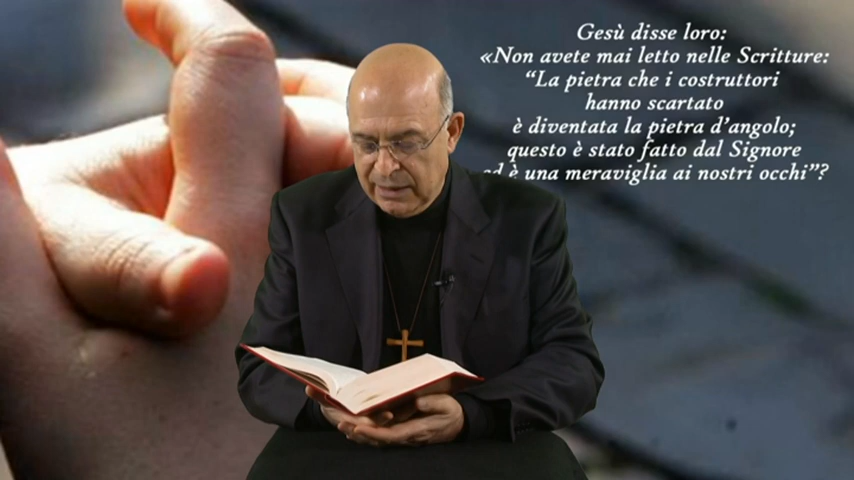 Gesù disse loro:
«Non avete mai letto nelle Scritture:
“La pietra che i costruttori
hanno scartato
è diventata la pietra d’angolo;
questo è stato fatto dal Signore
ed è una meraviglia ai nostri occhi”?